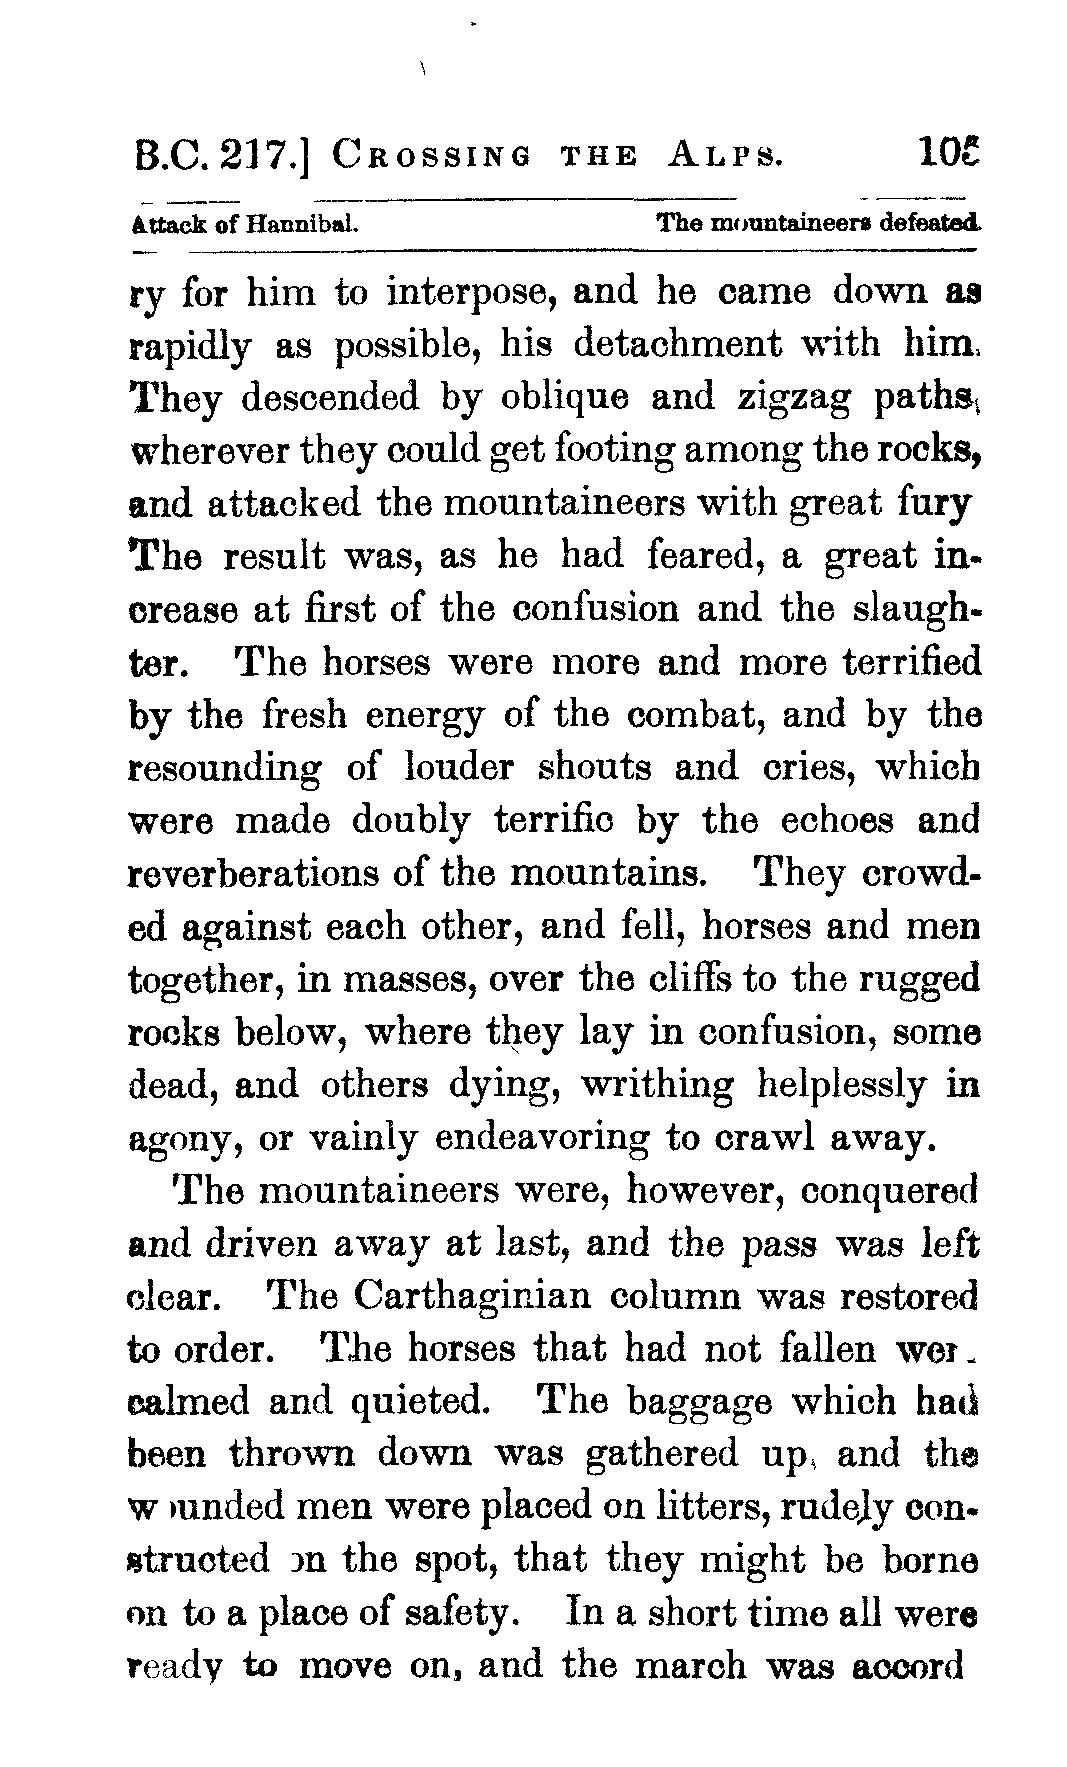 B.C. 217.] CROSSING THE ALPS. 105
Attack of Hannibal. The mountaineers defeated.
ry for him to interpose, and he came down as
rapidly as possible, his detachment with him.
They descended by oblique and zigzag paths,
wherever they could get footing among the rocks,
and attacked the mountaineers with great fury
The result was, as he had feared, a great in-
crease at first of the confusion and the slaugh-
ter. The horses were more and more terrified
by the fresh energy of the combat, and by the
resounding of louder shouts and cries, which
were made doubly terrific by the echoes and
reverberations of the mountains. They crowd-
ed against each other, and fell, horses and men
together, in masses, over the cliffs to the rugged
rocks below, where they lay in confusion, some
dead, and others dying, writhing helplessly in
agony, or vainly endeavoring to crawl away.
The mountaineers were, however, conquered
and driven away at last, and the pass was left
clear. The Carthaginian column was restored
to order. The horses that had not fallen wer
calmed and quieted. The baggage which had
been thrown down was gathered up, and the
wounded men were placed on litters, rudely con-
structed on the spot, that they might be borne
on to a place of safety. In a short time all were
ready to move on, and the march was accord